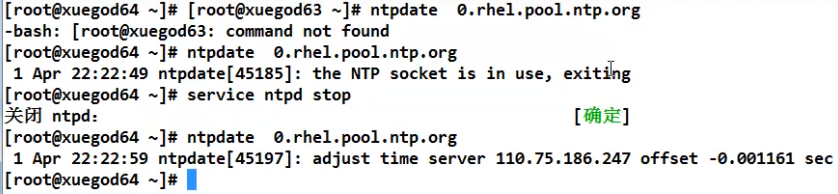 [root@xuegod64 ~]# [root@xuegod63 ~]# ntpdate  0.rhel.pool.ntp.org
-bash: [root@xuegod63: command not found
[root@xuegod64 ~]# ntpdate  0.rhel.pool.ntp.org
 1 Apr 22:22:49 ntpdate[45185]: the NTP socket is in use, exiting
[root@xuegod64 ~]# service ntpd stop
关闭 ntpd：                                                [确定]
[root@xuegod64 ~]# ntpdate  0.rhel.pool.ntp.org
 1 Apr 22:22:59 ntpdate[45197]: adjust time server 110.75.186.247 offset -0.001161 sec
[root@xuegod64 ~]#